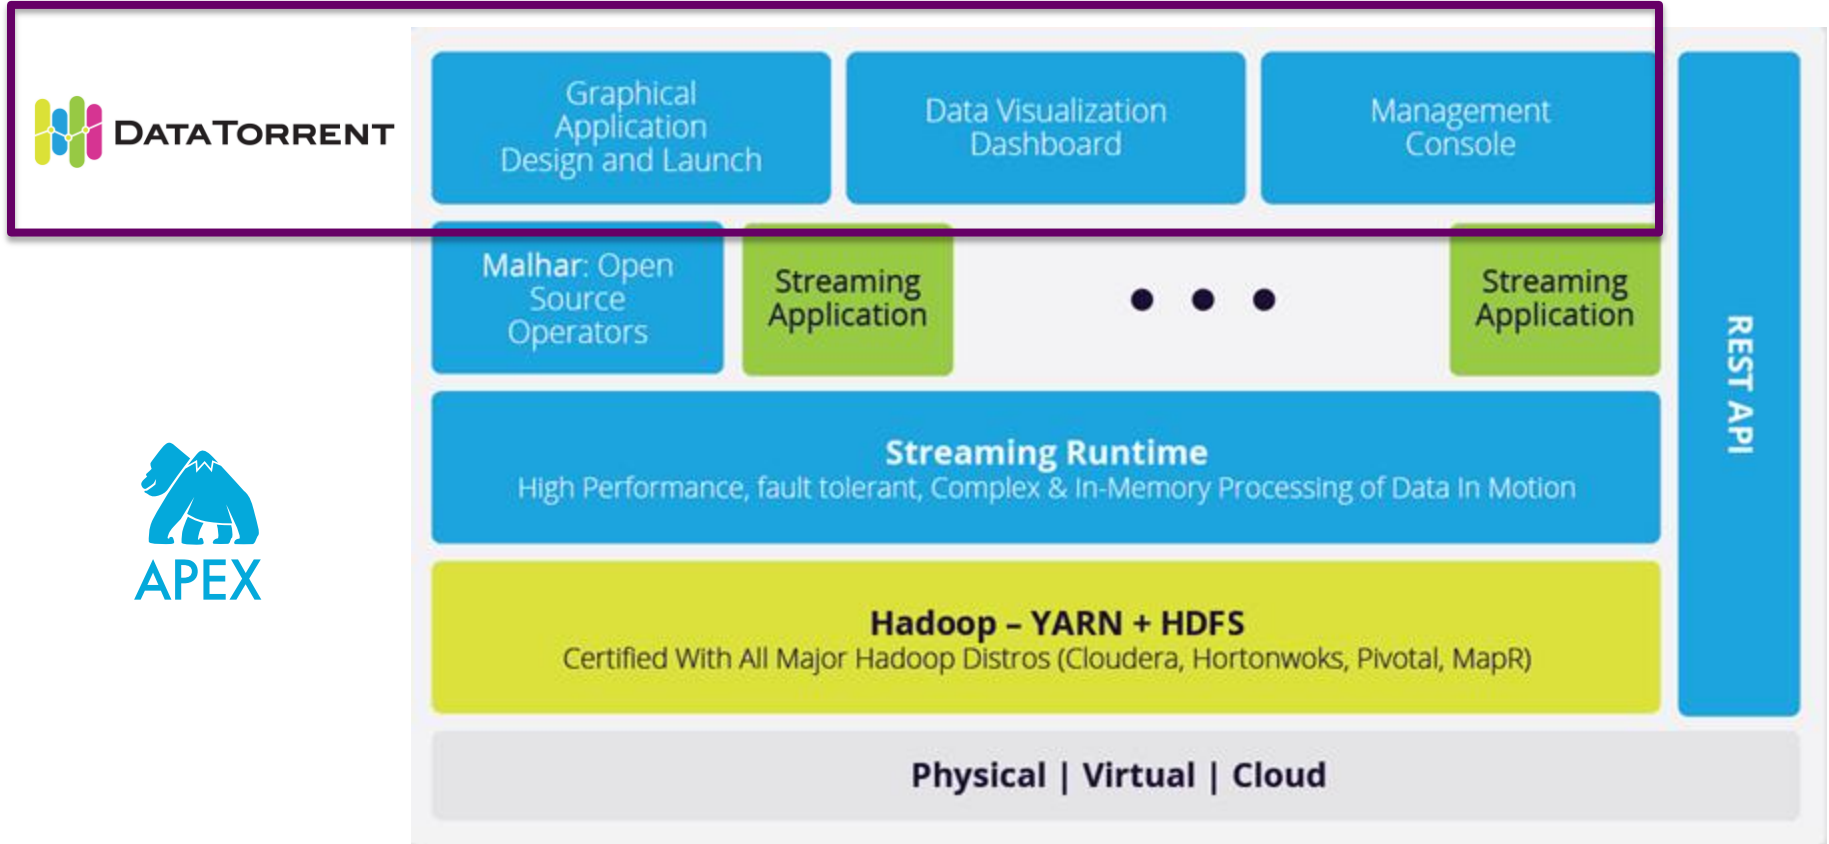 DATATORRENT
Graphical
Application
Design and Launch
Data Visualization
Dashboard
Management
Console
Malhar: Open
Source
Operators
Streaming
Application
Streaming
Application
REST API
Streaming Runtime
High Performance, fault tolerant, Complex & In-Memory Processing of Data In Motion
APEX
Hadoop – YARN + HDFS
Certified With All Major Hadoop Distros (Cloudera, Hortonwoks, Pivotal, MapR)
Physical | Virtual | Cloud